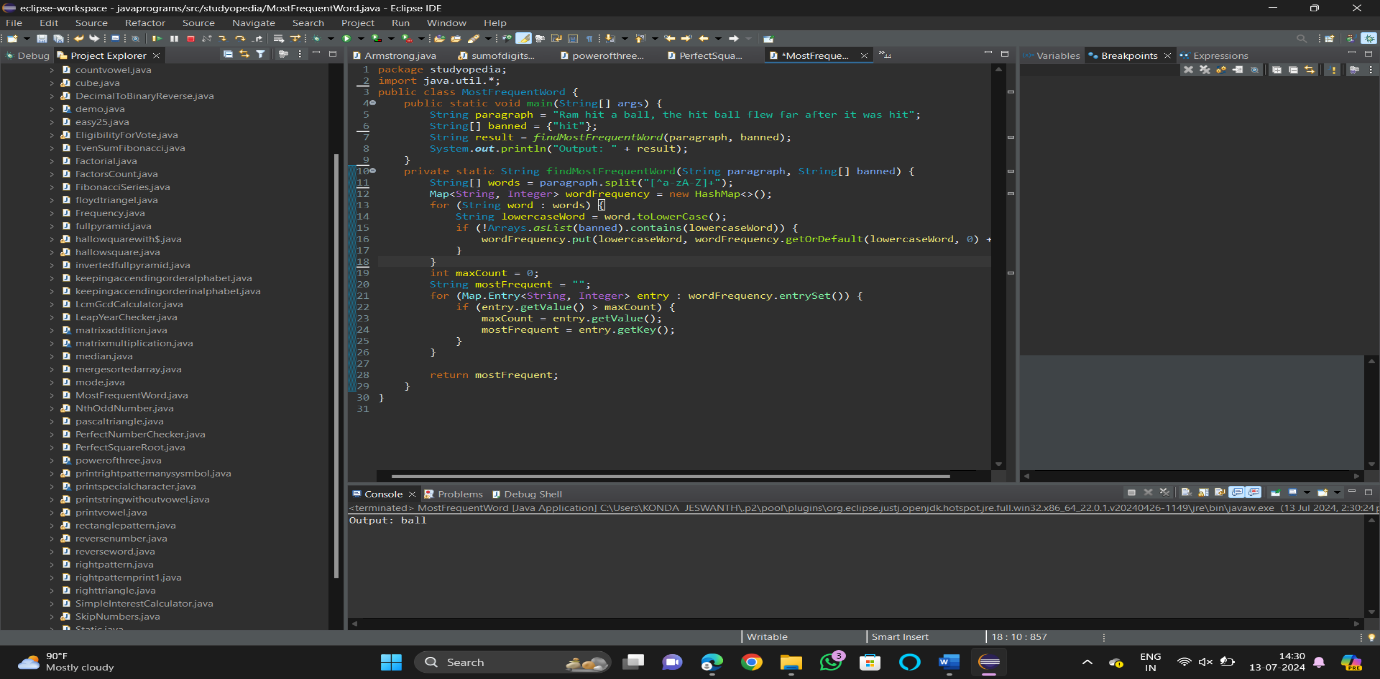 eclipse-workspace - javaprograms/src/studyopedia/MostFrequentWord.java - Eclipse IDE
File Edit Source Refactor Source Navigate Search Project Run Window Help
Debug Project Explorer
countvowel.java
cube.java
DecimalToBinaryReverse.java
demo.java
easy25.java
EligibilityForVote.java
EvenSumFibonacci.java
Factorial.java
FactorsCount.java
FibonacciSeries.java
floydtriangel.java
Frequency.java
fullpyramid.java
hallowquarewith$.java
hallowsquare.java
invertedfullpyramid.java
keepingaccendingorderalphabet.java
keepingaccendingorderinalphabet.java
LcmGcdCalculator.java
LeapYearChecker.java
matrixaddition.java
matrixmultiplication.java
median.java
mergesortedarray.java
mode.java
MostFrequentWord.java
NthOddNumber.java
pascaltriangle.java
PerfectNumberChecker.java
PerfectSquareRoot.java
powerofthree.java
printrightpatternanysysmbol.java
printspecialcharacter.java
printstringwithoutvowel.java
printvowel.java
rectanglepattern.java
reversenumber.java
reverseword.java
rightpattern.java
rightpatternprint1.java
righttriangle.java
SimpleInterestCalculator.java
SkipNumbers.java
Static.java
Armstrong.java sumofdigits... powerofthree... PerfectSqua... *MostFreque...
1 package studyopedia;
2 import java.util.*;
3 public class MostFrequentWord {
4 public static void main(String[] args) {
5 String paragraph = "Ram hit a ball, the hit ball flew far after it was hit";
6 String[] banned = {"hit"};
7 String result = findMostFrequentWord(paragraph, banned);
8 System.out.println("Output: " + result);
9 }
10 private static String findMostFrequentWord(String paragraph, String[] banned) {
11 String[] words = paragraph.split("[^a-zA-Z]+");
12 Map<String, Integer> wordFrequency = new HashMap<>();
13 for (String word : words) {
14 String lowercaseWord = word.toLowerCase();
15 if (!Arrays.asList(banned).contains(lowercaseWord)) {
16 wordFrequency.put(lowercaseWord, wordFrequency.getOrDefault(lowercaseWord, 0) +
17 }
18 }
19 int maxCount = 0;
20 String mostFrequent = "";
21 for (Map.Entry<String, Integer> entry : wordFrequency.entrySet()) {
22 if (entry.getValue() > maxCount) {
23 maxCount = entry.getValue();
24 mostFrequent = entry.getKey();
25 }
26 }
27
28 return mostFrequent;
29 }
30 }
31
Variables Breakpoints Expressions
Console Problems Debug Shell
<terminated> MostFrequentWord [Java Application] C:\Users\KONDA JESWANTH\.p2\pool\plugins\org.eclipse.justj.openjdk.hotspot.jre.full.win32.x86_64_22.0.1.v20240426-1149\jre\bin\javaw.exe (13 Jul 2024, 2:30:24 p
Output: ball
Writable Smart Insert 18 : 10 : 857
90°F
Mostly cloudy
Search
3
ENG
IN
14:30
13-07-2024
PRE